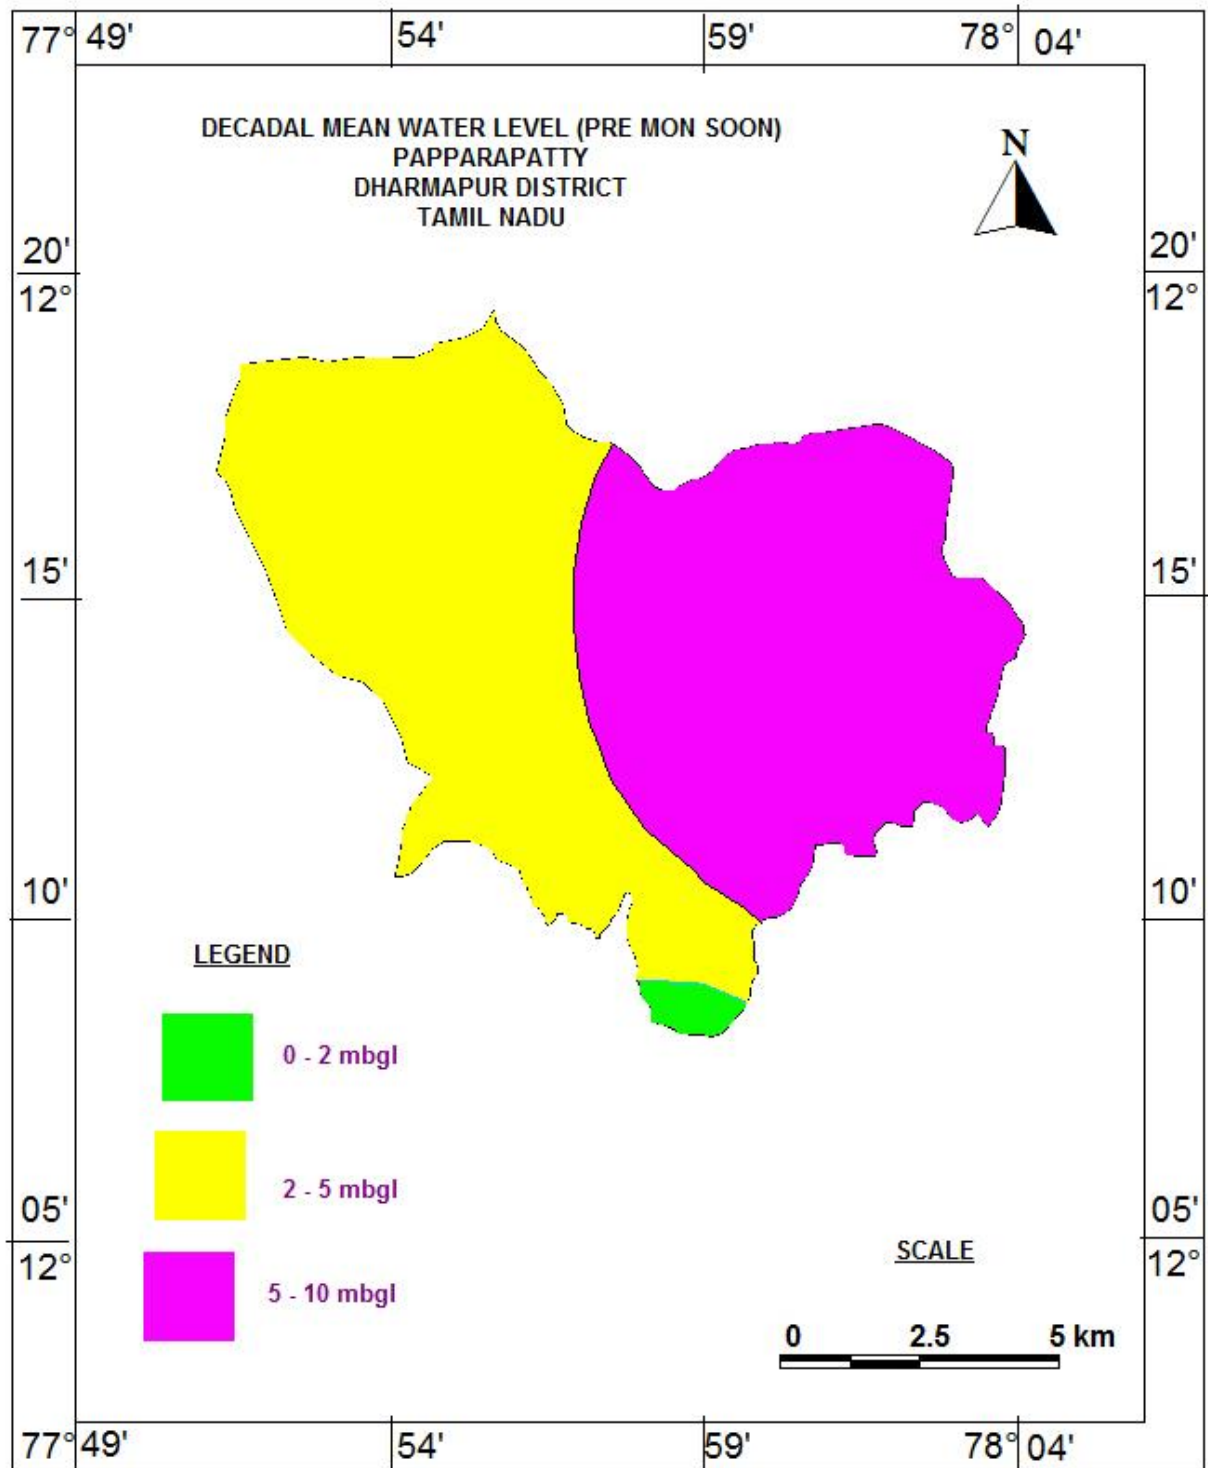 77° 49' 54' 59' 78° 04'
DECADAL MEAN WATER LEVEL (PRE MON SOON)
PAPPARAPATTY
DHARMAPUR DISTRICT
TAMIL NADU
N
20' 20'
12° 12°
15' 15'
10' 10'
LEGEND
0 - 2 mbgl
2 - 5 mbgl
05' 05'
12° 12°
SCALE
5 - 10 mbgl
0 2.5 5 km
77° 49' 54' 59' 78° 04'